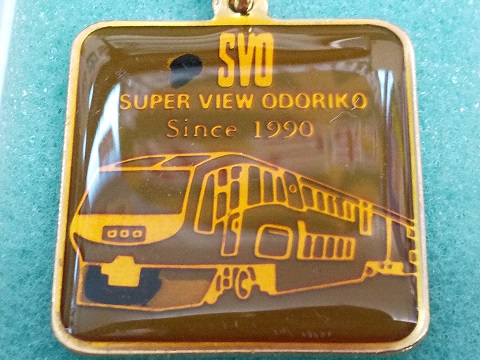 SVO
SUPER VIEW ODORIKO
Since 1990